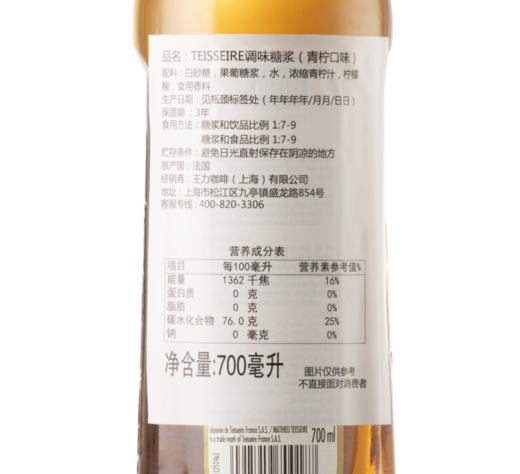 品名：TEISSEIRE调味糖浆（青柠口味）
配料：白砂糖，果葡糖浆，水，浓缩青柠汁，柠檬
酸，食用香料
生产日期：见瓶颈标签处（年年年年/月月/日日）
保质期：3年
食用方法：糖浆和饮品比例 1:7-9
糖浆和食品比例 1:7-9
贮存条件：避免日光直射保存在阴凉的地方
原产国：法国
经销商：王力咖啡（上海）有限公司
地址：上海市松江区九亭镇盛龙路854号
客服专线：400-820-3306
营养成分表
项目 每100毫升 营养素参考值%
能量 1362 千焦 16%
蛋白质 0 克 0%
脂肪 0 克 0%
碳水化合物 76.0 克 25%
钠 0 毫克 0%
净含量:700毫升
图片仅供参考
不直接面对消费者
de Teisseire France S.A.S. / MATHIEU TEISSEIRE
is a trade mark of Teisseire France S.A.S.
700 ml